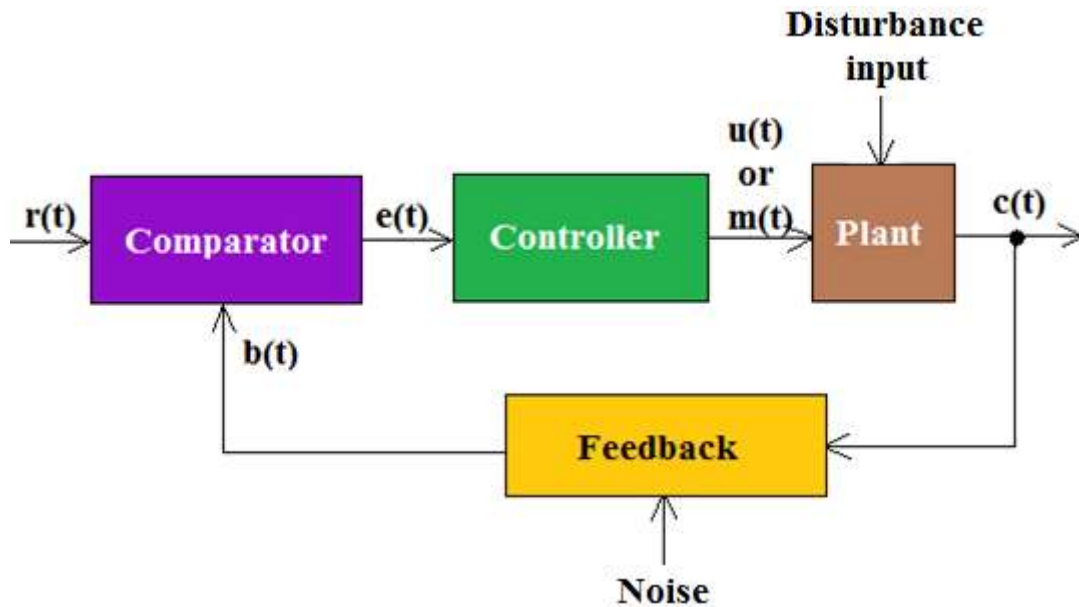 Disturbance
input
u(t)
or
m(t)
r(t)
Comparator
e(t)
Controller
Plant
c(t)
b(t)
Feedback
Noise